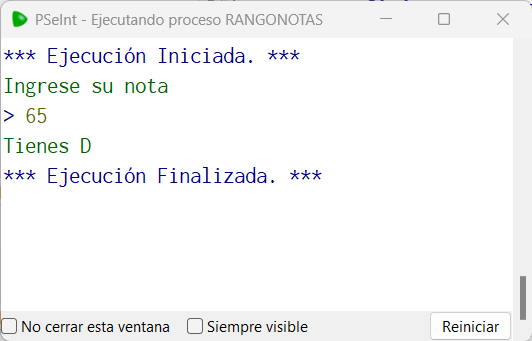 PSeInt - Ejecutando proceso RANGONOTAS
*** Ejecución Iniciada. ***
Ingrese su nota
> 65
Tienes D
*** Ejecución Finalizada. ***
No cerrar esta ventana Siempre visible Reiniciar